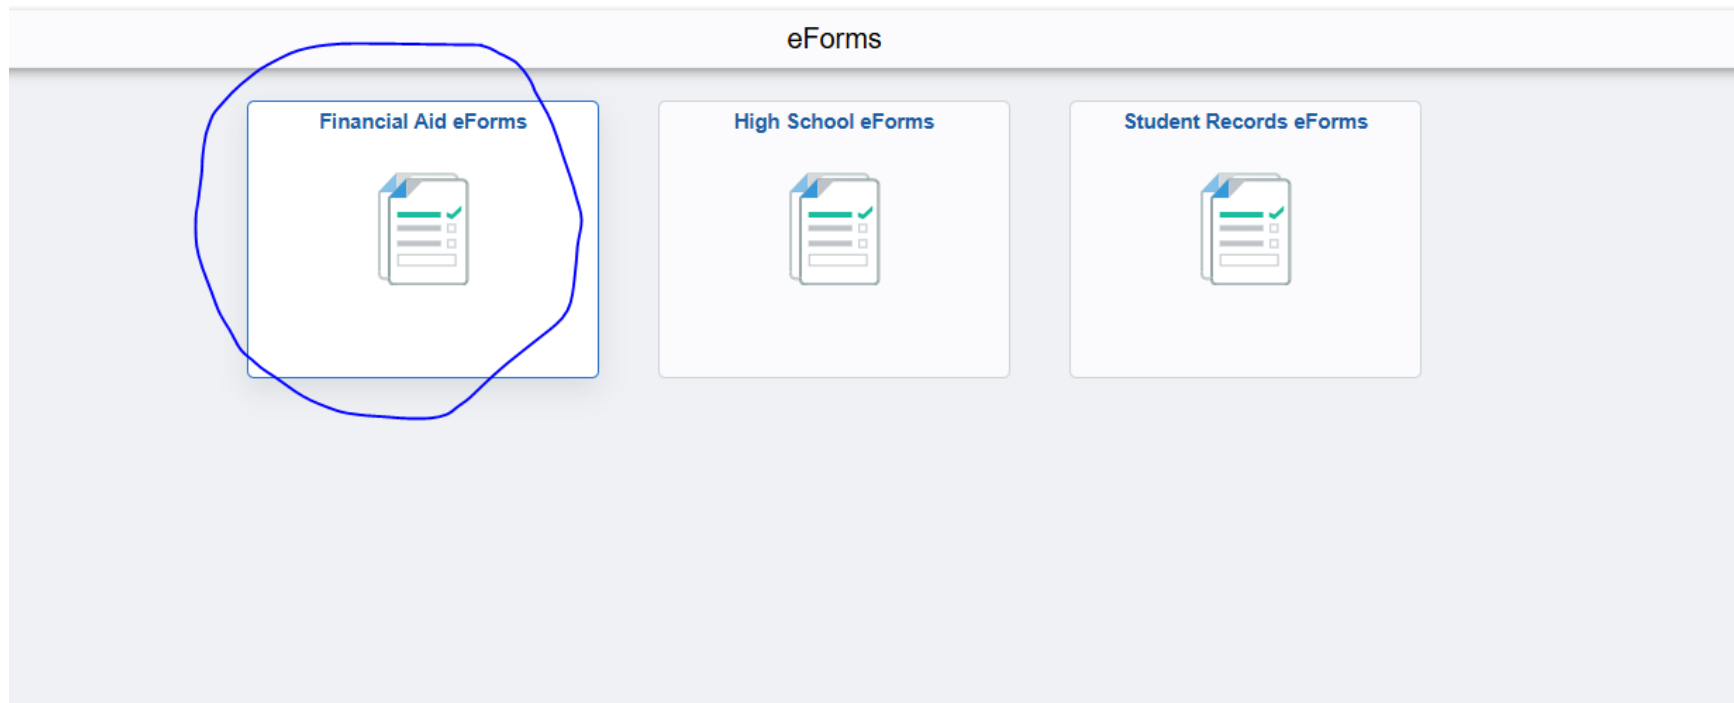 eForms
Financial Aid eForms
High School eForms
Student Records eForms